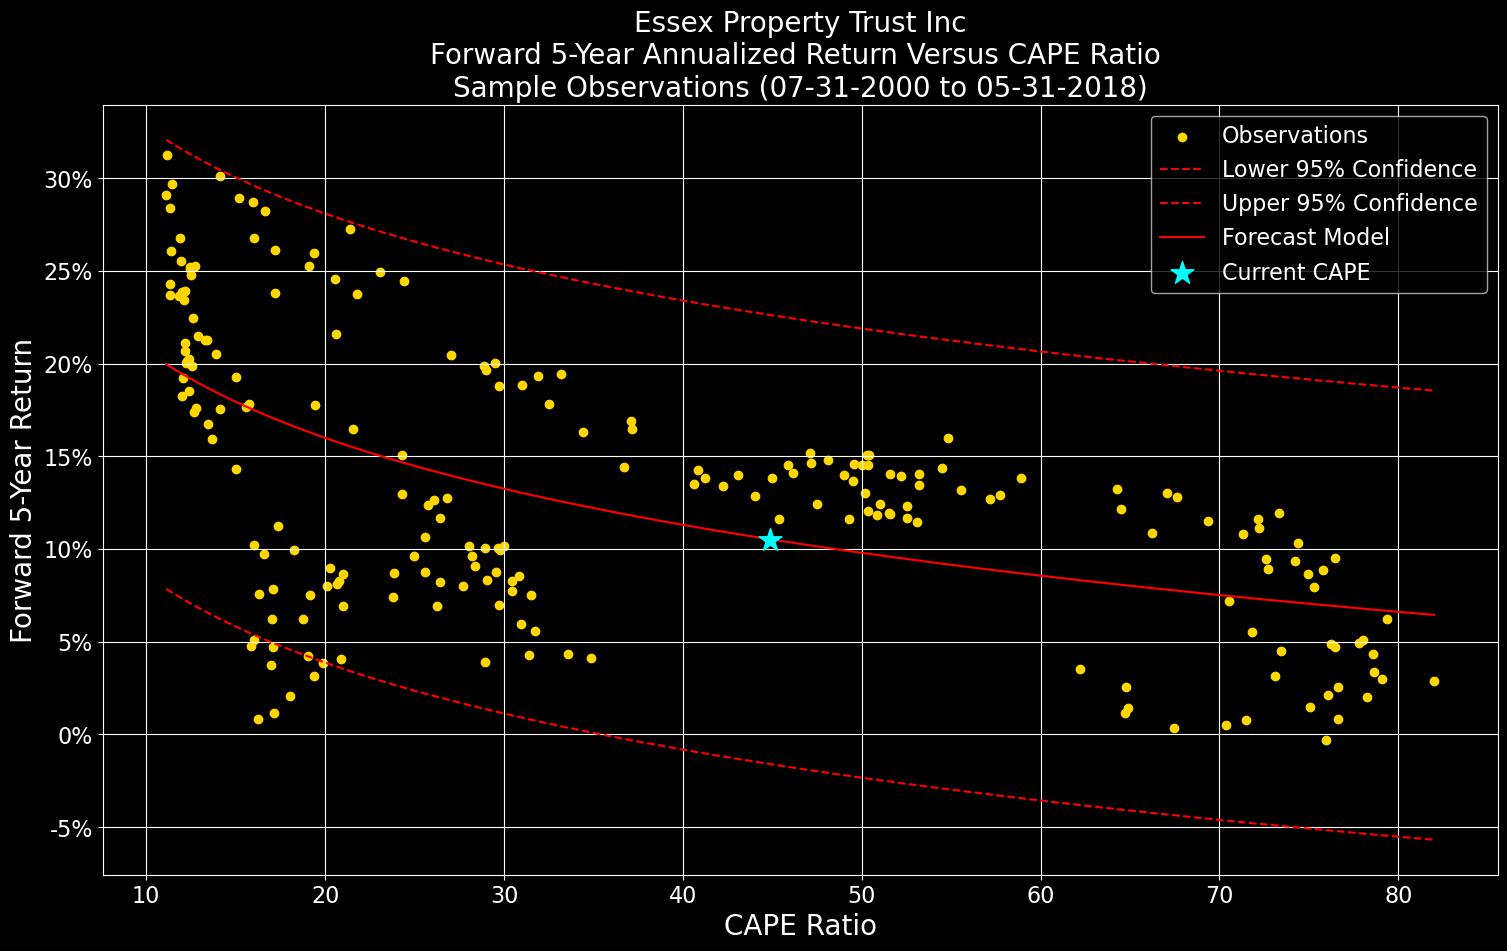 Essex Property Trust Inc
Forward 5-Year Annualized Return Versus CAPE Ratio
Sample Observations (07-31-2000 to 05-31-2018)
Observations
Lower 95% Confidence
Upper 95% Confidence
Forecast Model
Current CAPE
Forward 5-Year Return
30%
25%
20%
15%
10%
5%
0%
-5%
10 20 30 40 50 60 70 80
CAPE Ratio